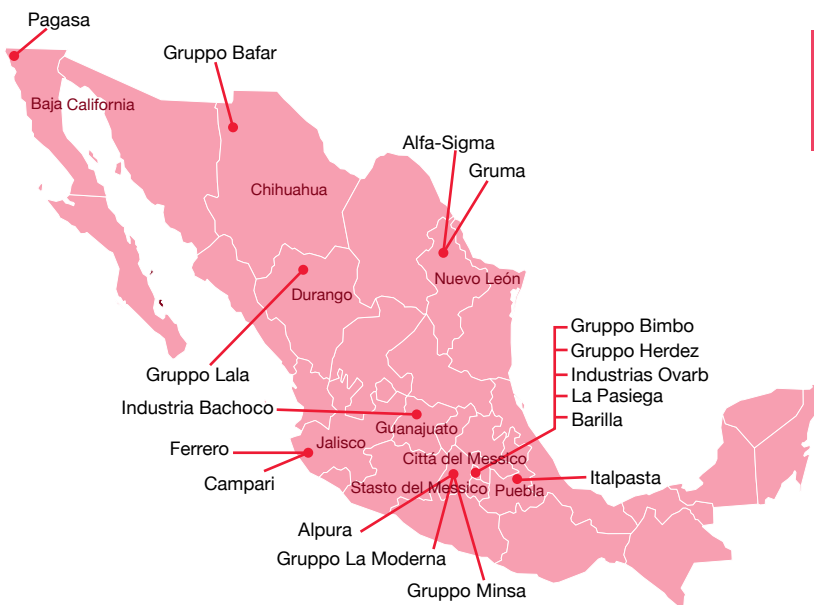 Pagasa
Gruppo Bafar
Baja California
Alfa-Sigma
Gruma
Chihuahua
Nuevo León
Durango
Gruppo Bimbo
Gruppo Herdez
Industrias Ovarb
La Pasiega
Barilla
Gruppo Lala
Industria Bachoco
Guanajuato
Jalisco
Ferrero
Campari
Cittá del Messico
Stasto del Messico
Puebla
Italpasta
Alpura
Gruppo La Moderna
Gruppo Minsa